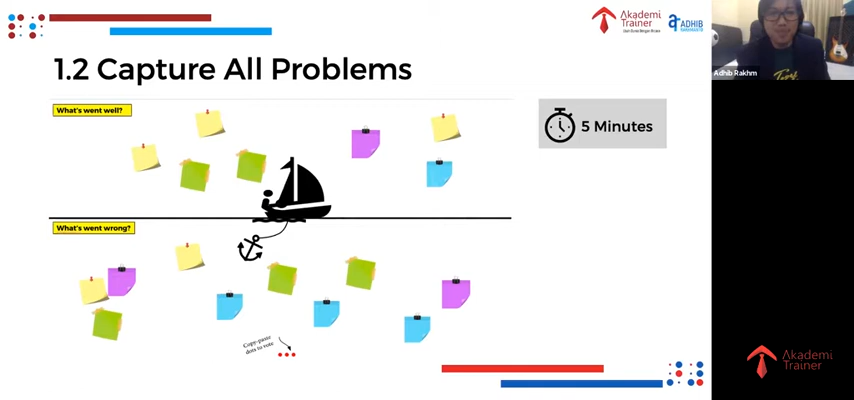 Akademi
Trainer
ADHIB
1.2 Capture All Problems
What's went well?
5 Minutes
What's went wrong?
Copy-paste
dots to vote
Adhib Rakhm
Akademi
Trainer